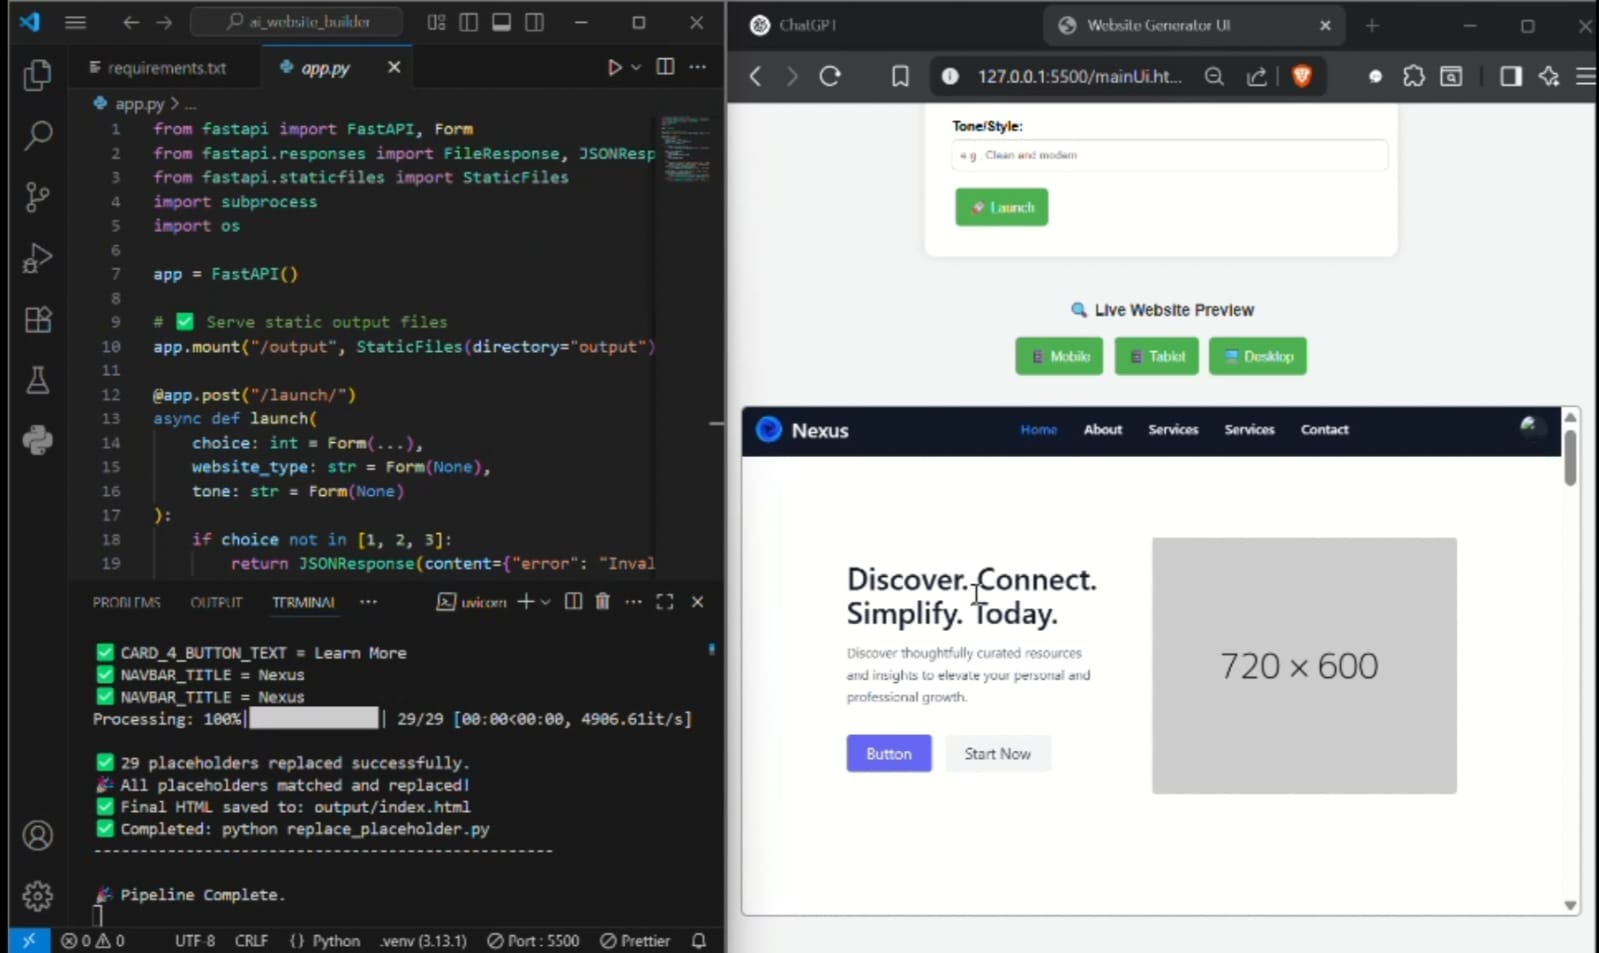 ai_website_builder
requirements.txt
app.py
app.py > ...
1 from fastapi import FastAPI, Form
2 from fastapi.responses import FileResponse, JSONResp
3 from fastapi.staticfiles import StaticFiles
4 import subprocess
5 import os
6
7 app = FastAPI()
8
9 # ✅ Serve static output files
10 app.mount("/output", StaticFiles(directory="output")
11
12 @app.post("/launch/")
13 async def launch(
14 choice: int = Form(...),
15 website_type: str = Form(None),
16 tone: str = Form(None)
17 ):
18 if choice not in [1, 2, 3]:
19 return JSONResponse(content={"error": "Inval
PROBLEMS OUTPUT TERMINAL ... uvicorn
✅ CARD_4_BUTTON_TEXT = Learn More
✅ NAVBAR_TITLE = Nexus
✅ NAVBAR_TITLE = Nexus
Processing: 100%| | 29/29 [00:00<00:00, 4906.61it/s]
✅ 29 placeholders replaced successfully.
🎉 All placeholders matched and replaced!
✅ Final HTML saved to: output/index.html
✅ Completed: python replace_placeholder.py
--------------------------------------------------
🎉 Pipeline Complete.
0 0 UTF-8 CRLF {} Python .venv (3.13.1) Port : 5500 Prettier
ChatGPT
Website Generator UI
127.0.0.1:5500/mainUi.ht...
Tone/Style:
e.g., Clean and modern
🚀 Launch
🔍 Live Website Preview
Mobile
Tablet
Desktop
Nexus
Home About Services Services Contact
Discover. Connect.
Simplify. Today.
Discover thoughtfully curated resources
and insights to elevate your personal and
professional growth.
Button
Start Now
720 × 600